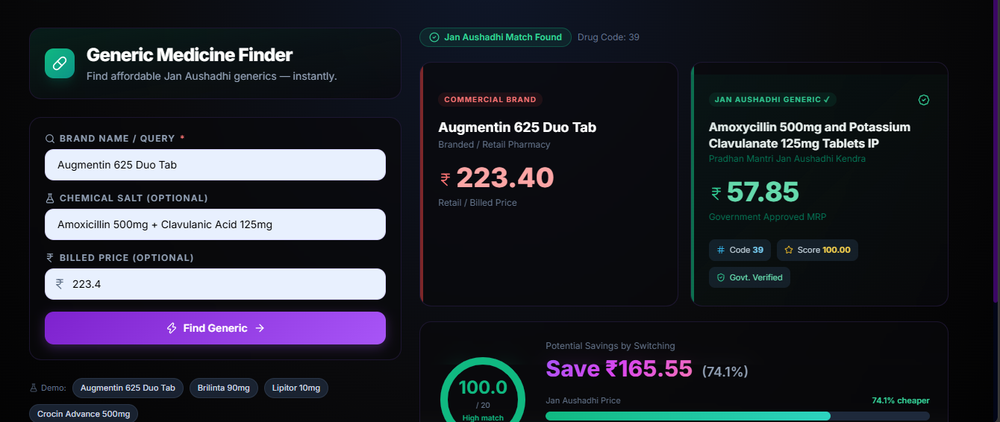 Generic Medicine Finder
Find affordable Jan Aushadhi generics — instantly.
BRAND NAME / QUERY *
Augmentin 625 Duo Tab
CHEMICAL SALT (OPTIONAL)
Amoxicillin 500mg + Clavulanic Acid 125mg
₹ BILLED PRICE (OPTIONAL)
₹ 223.4
Find Generic →
Demo: Augmentin 625 Duo Tab Brilinta 90mg Lipitor 10mg
Crocin Advance 500mg
Jan Aushadhi Match Found Drug Code: 39
COMMERCIAL BRAND
Augmentin 625 Duo Tab
Branded / Retail Pharmacy
₹ 223.40
Retail / Billed Price
JAN AUSHADHI GENERIC ✓
Amoxycillin 500mg and Potassium
Clavulanate 125mg Tablets IP
Pradhan Mantri Jan Aushadhi Kendra
₹ 57.85
Government Approved MRP
# Code 39 Score 100.00
Govt. Verified
100.0
/ 20
High match
Potential Savings by Switching
Save ₹165.55 (74.1%)
Jan Aushadhi Price 74.1% cheaper